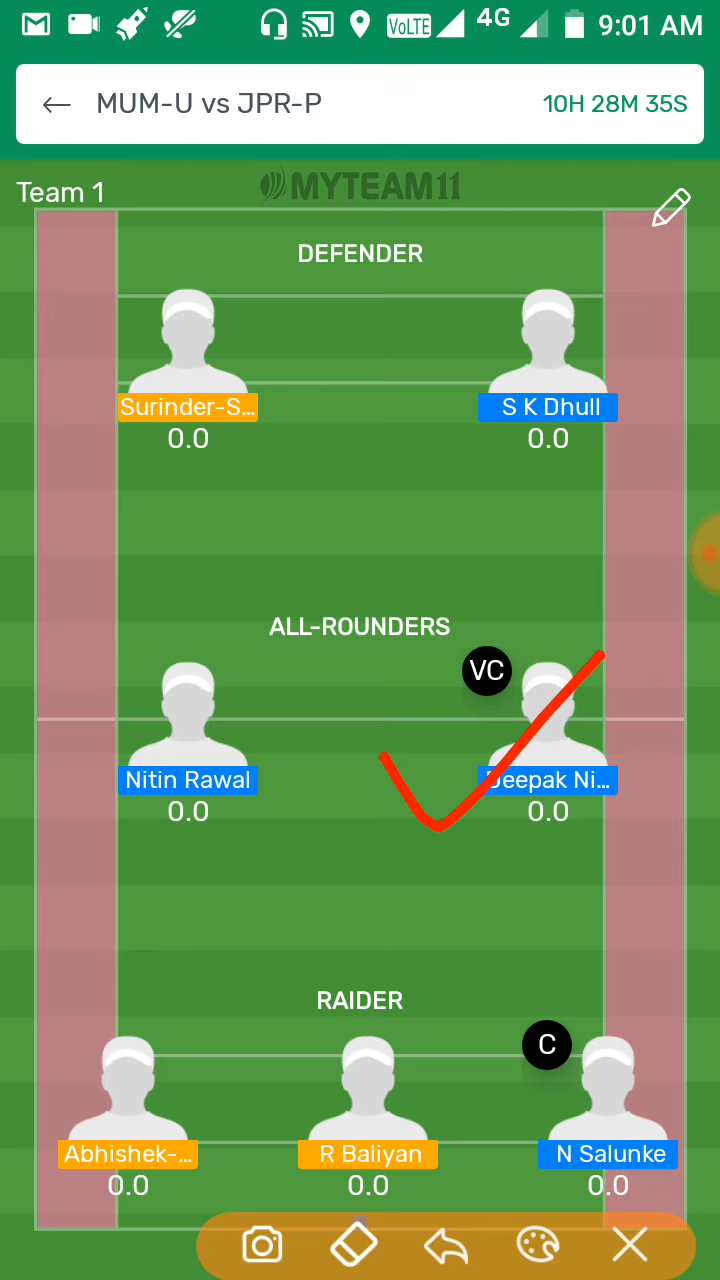 VoLTE 4G 9:01 AM
MUM-U vs JPR-P 10H 28M 35S
Team 1 MYTEAM11
DEFENDER
Surinder-S... S K Dhull
0.0 0.0
ALL-ROUNDERS
VC
Nitin Rawal Deepak Ni...
0.0 0.0
RAIDER
C
Abhishek-... R Baliyan N Salunke
0.0 0.0 0.0